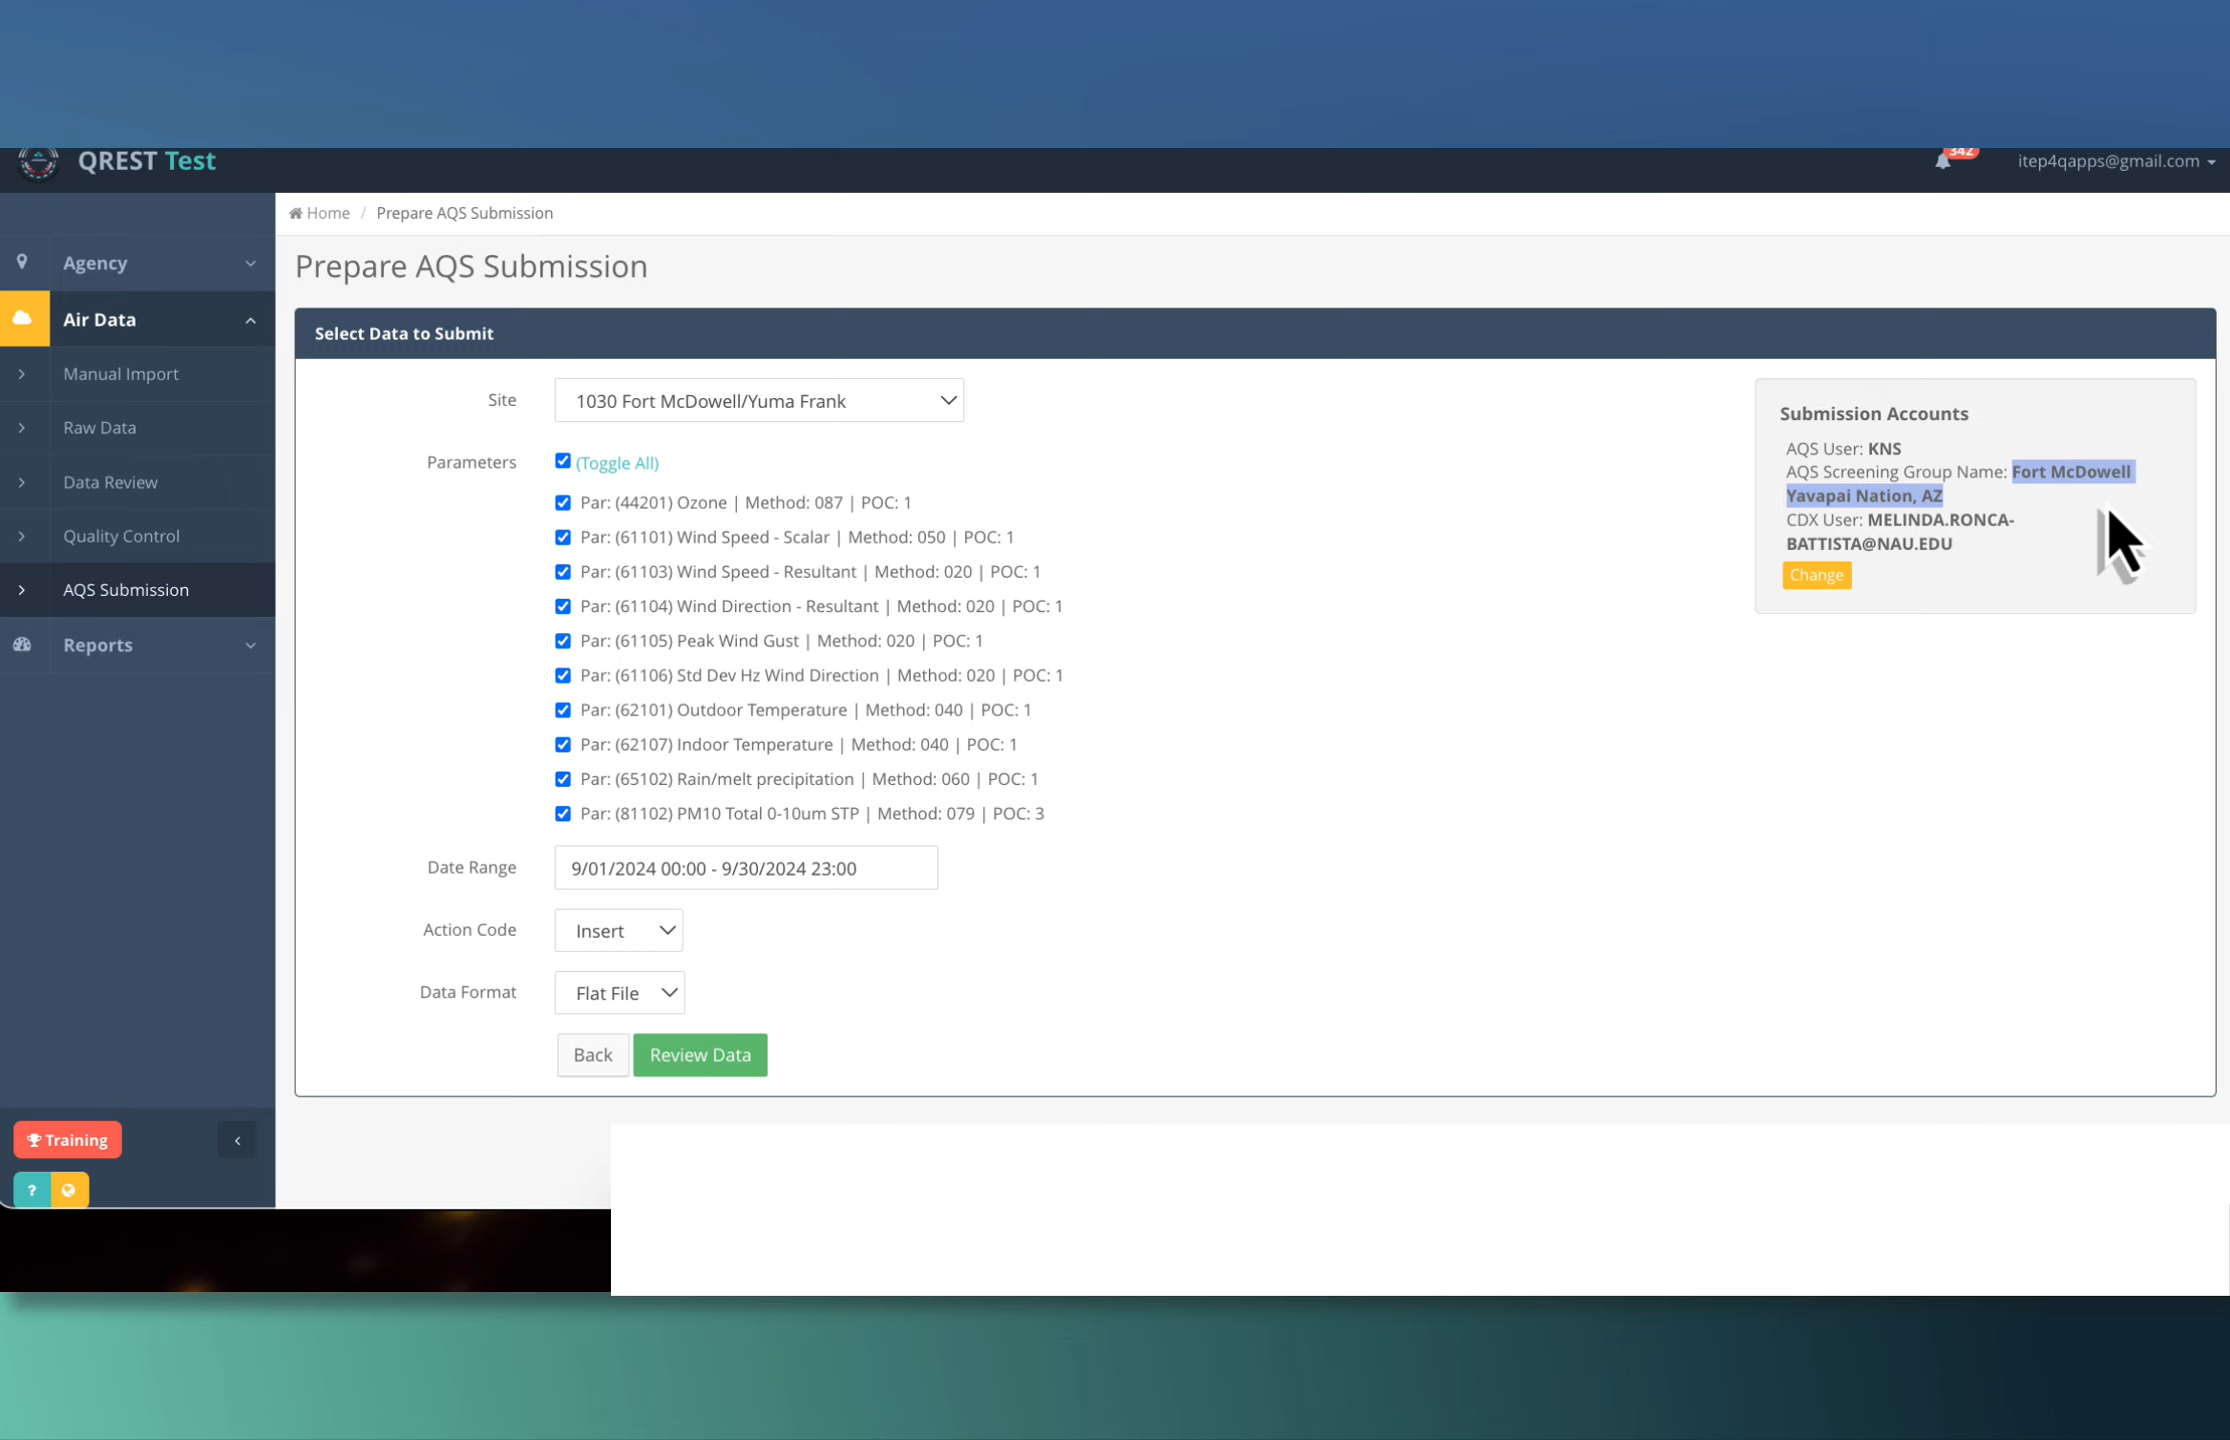 QREST Test
342
itep4qapps@gmail.com
Home / Prepare AQS Submission
Agency
Air Data
Manual Import
Raw Data
Data Review
Quality Control
AQS Submission
Reports
Training
?
Prepare AQS Submission
Select Data to Submit
Site
1030 Fort McDowell/Yuma Frank
Parameters
(Toggle All)
Par: (44201) Ozone | Method: 087 | POC: 1
Par: (61101) Wind Speed - Scalar | Method: 050 | POC: 1
Par: (61103) Wind Speed - Resultant | Method: 020 | POC: 1
Par: (61104) Wind Direction - Resultant | Method: 020 | POC: 1
Par: (61105) Peak Wind Gust | Method: 020 | POC: 1
Par: (61106) Std Dev Hz Wind Direction | Method: 020 | POC: 1
Par: (62101) Outdoor Temperature | Method: 040 | POC: 1
Par: (62107) Indoor Temperature | Method: 040 | POC: 1
Par: (65102) Rain/melt precipitation | Method: 060 | POC: 1
Par: (81102) PM10 Total 0-10um STP | Method: 079 | POC: 3
Date Range
9/01/2024 00:00 - 9/30/2024 23:00
Action Code
Insert
Data Format
Flat File
Back
Review Data
Submission Accounts
AQS User: KNS
AQS Screening Group Name: Fort McDowell
Yavapai Nation, AZ
CDX User: MELINDA.RONCA-
BATTISTA@NAU.EDU
Change